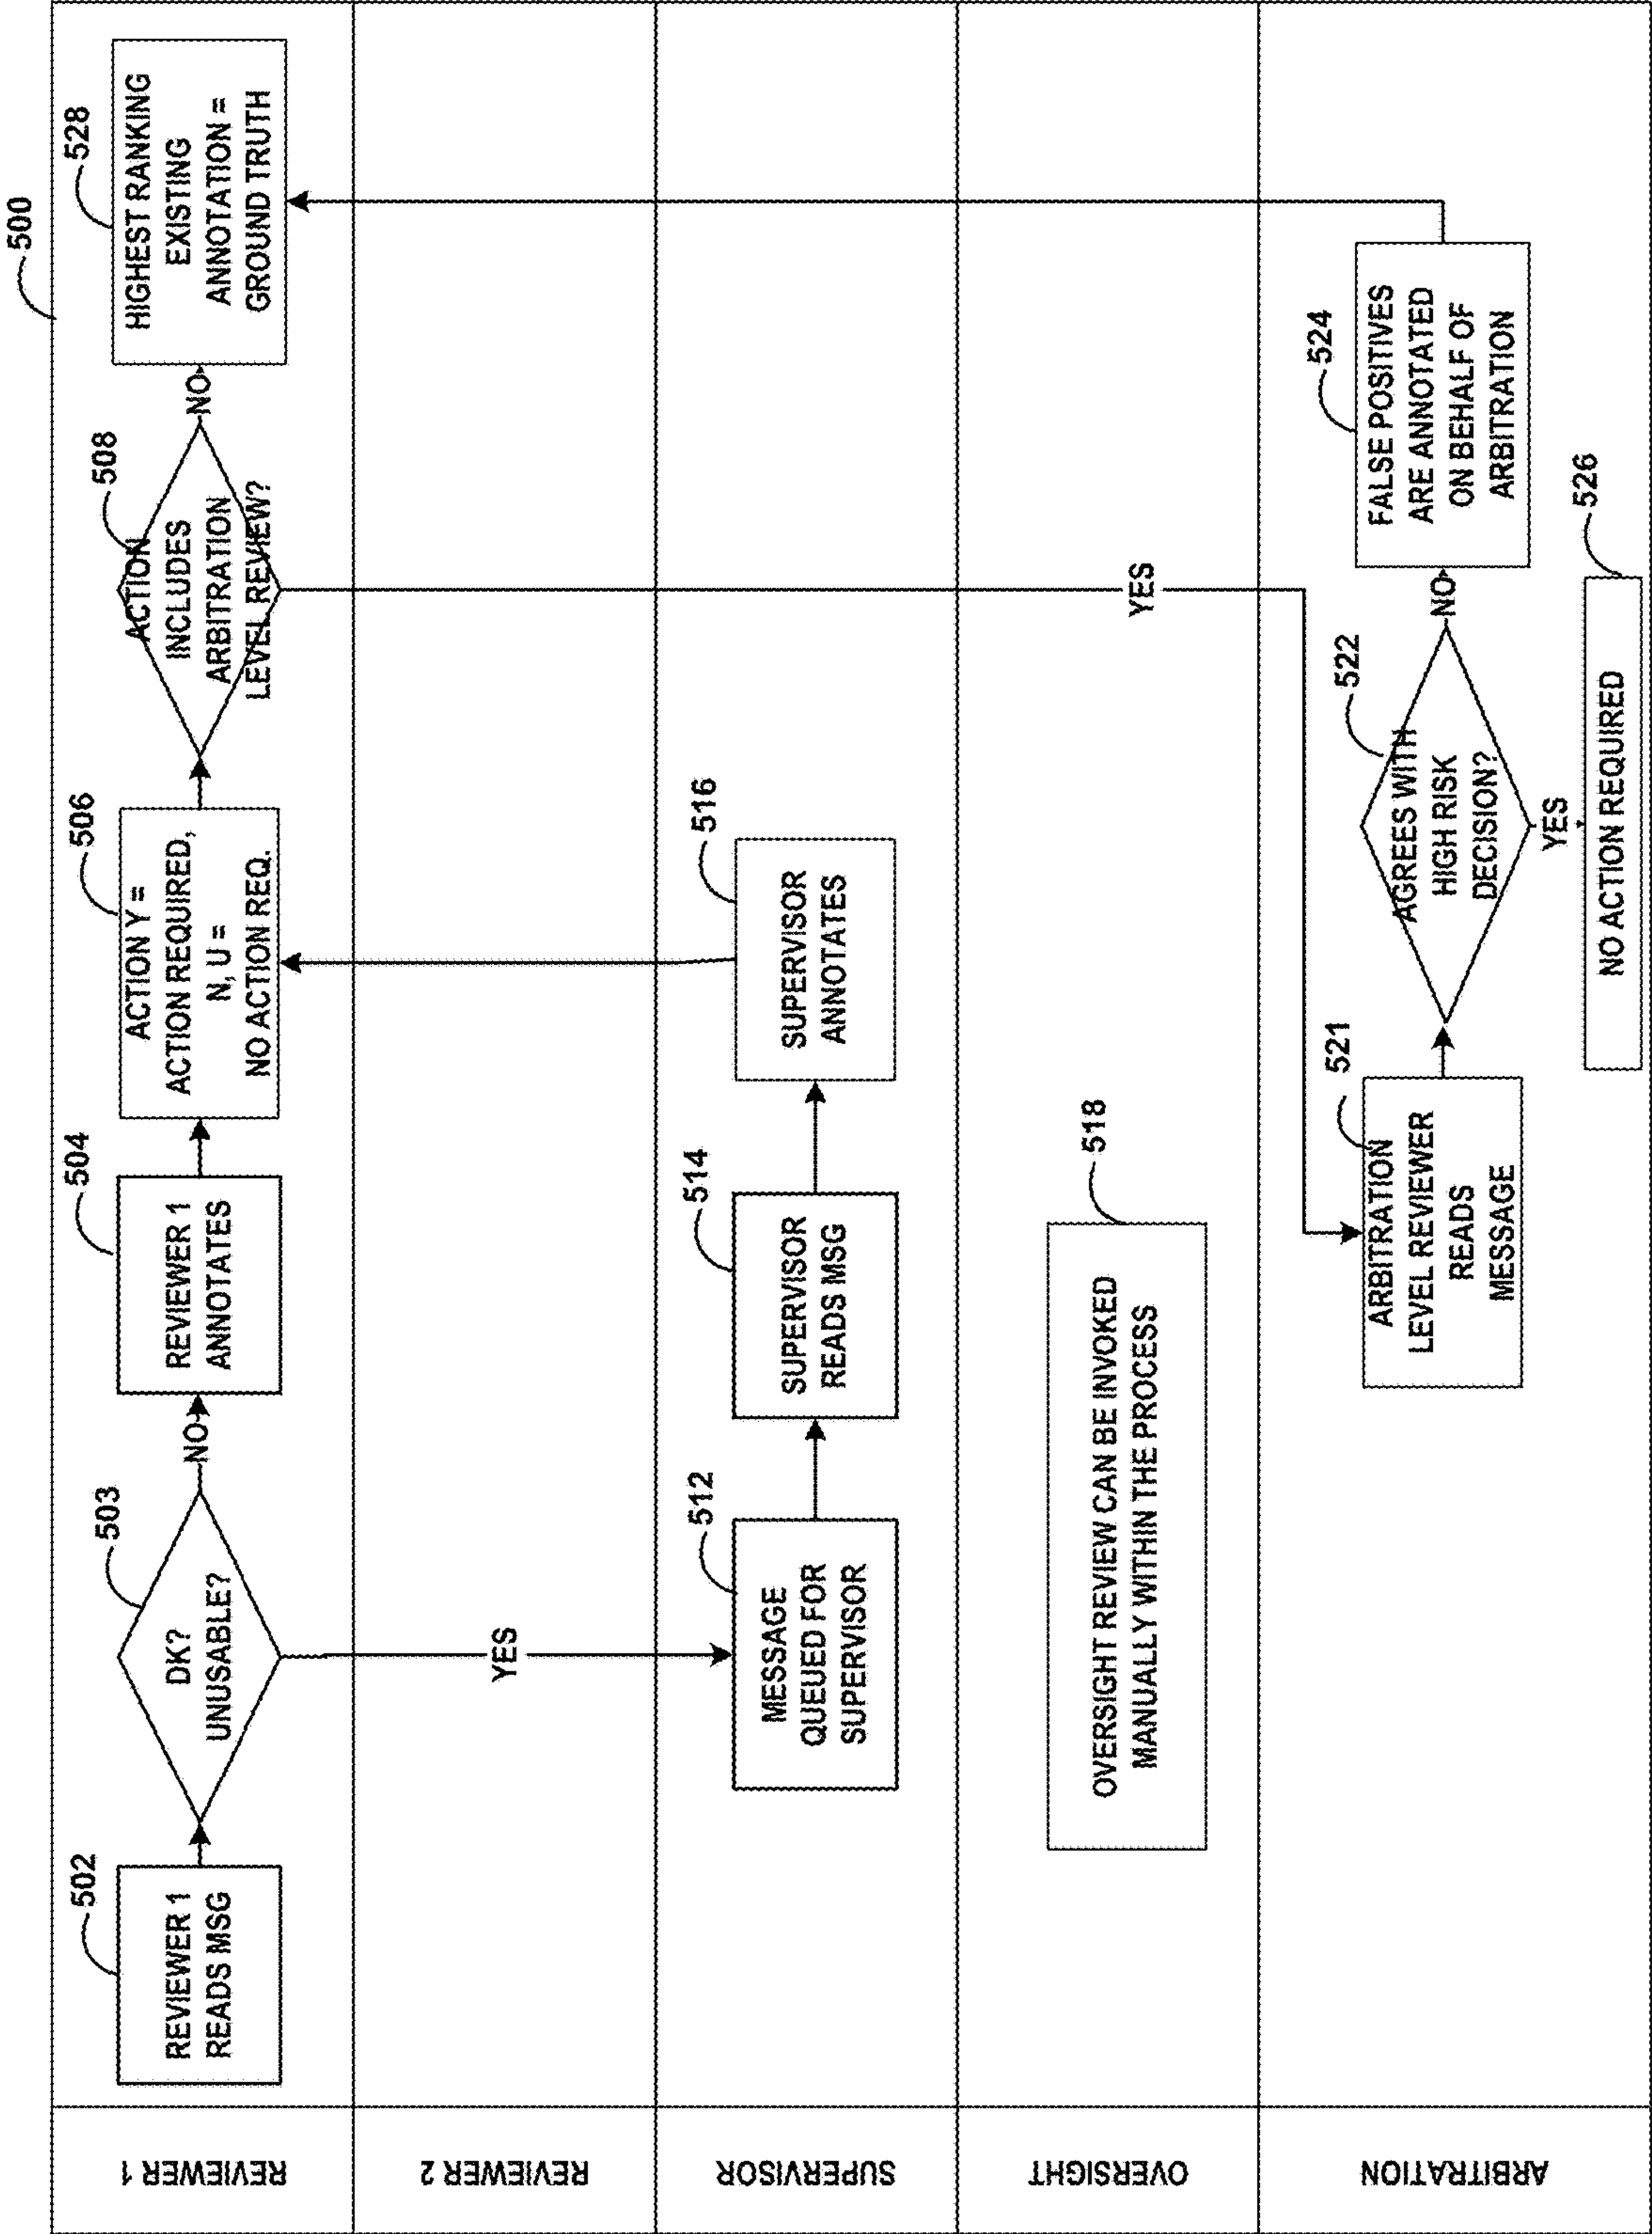 500
REVIEWER 1
502
REVIEWER 1
READS MSG
503
DK?
UNUSABLE?
NO
504
REVIEWER 1
ANNOTATES
506
ACTION Y =
ACTION REQUIRED,
N, U =
NO ACTION REQ.
508
ACTION
INCLUDES
ARBITRATION
LEVEL REVIEW?
NO
528
HIGHEST RANKING
EXISTING
ANNOTATION =
GROUND TRUTH
REVIEWER 2
YES
SUPERVISOR
512
MESSAGE
QUEUED FOR
SUPERVISOR
514
SUPERVISOR
READS MSG
516
SUPERVISOR
ANNOTATES
OVERSIGHT
518
OVERSIGHT REVIEW CAN BE INVOKED
MANUALLY WITHIN THE PROCESS
YES
ARBITRATION
521
ARBITRATION
LEVEL REVIEWER
READS
MESSAGE
522
AGREES WITH
HIGH RISK
DECISION?
NO
524
FALSE POSITIVES
ARE ANNOTATED
ON BEHALF OF
ARBITRATION
YES
526
NO ACTION REQUIRED